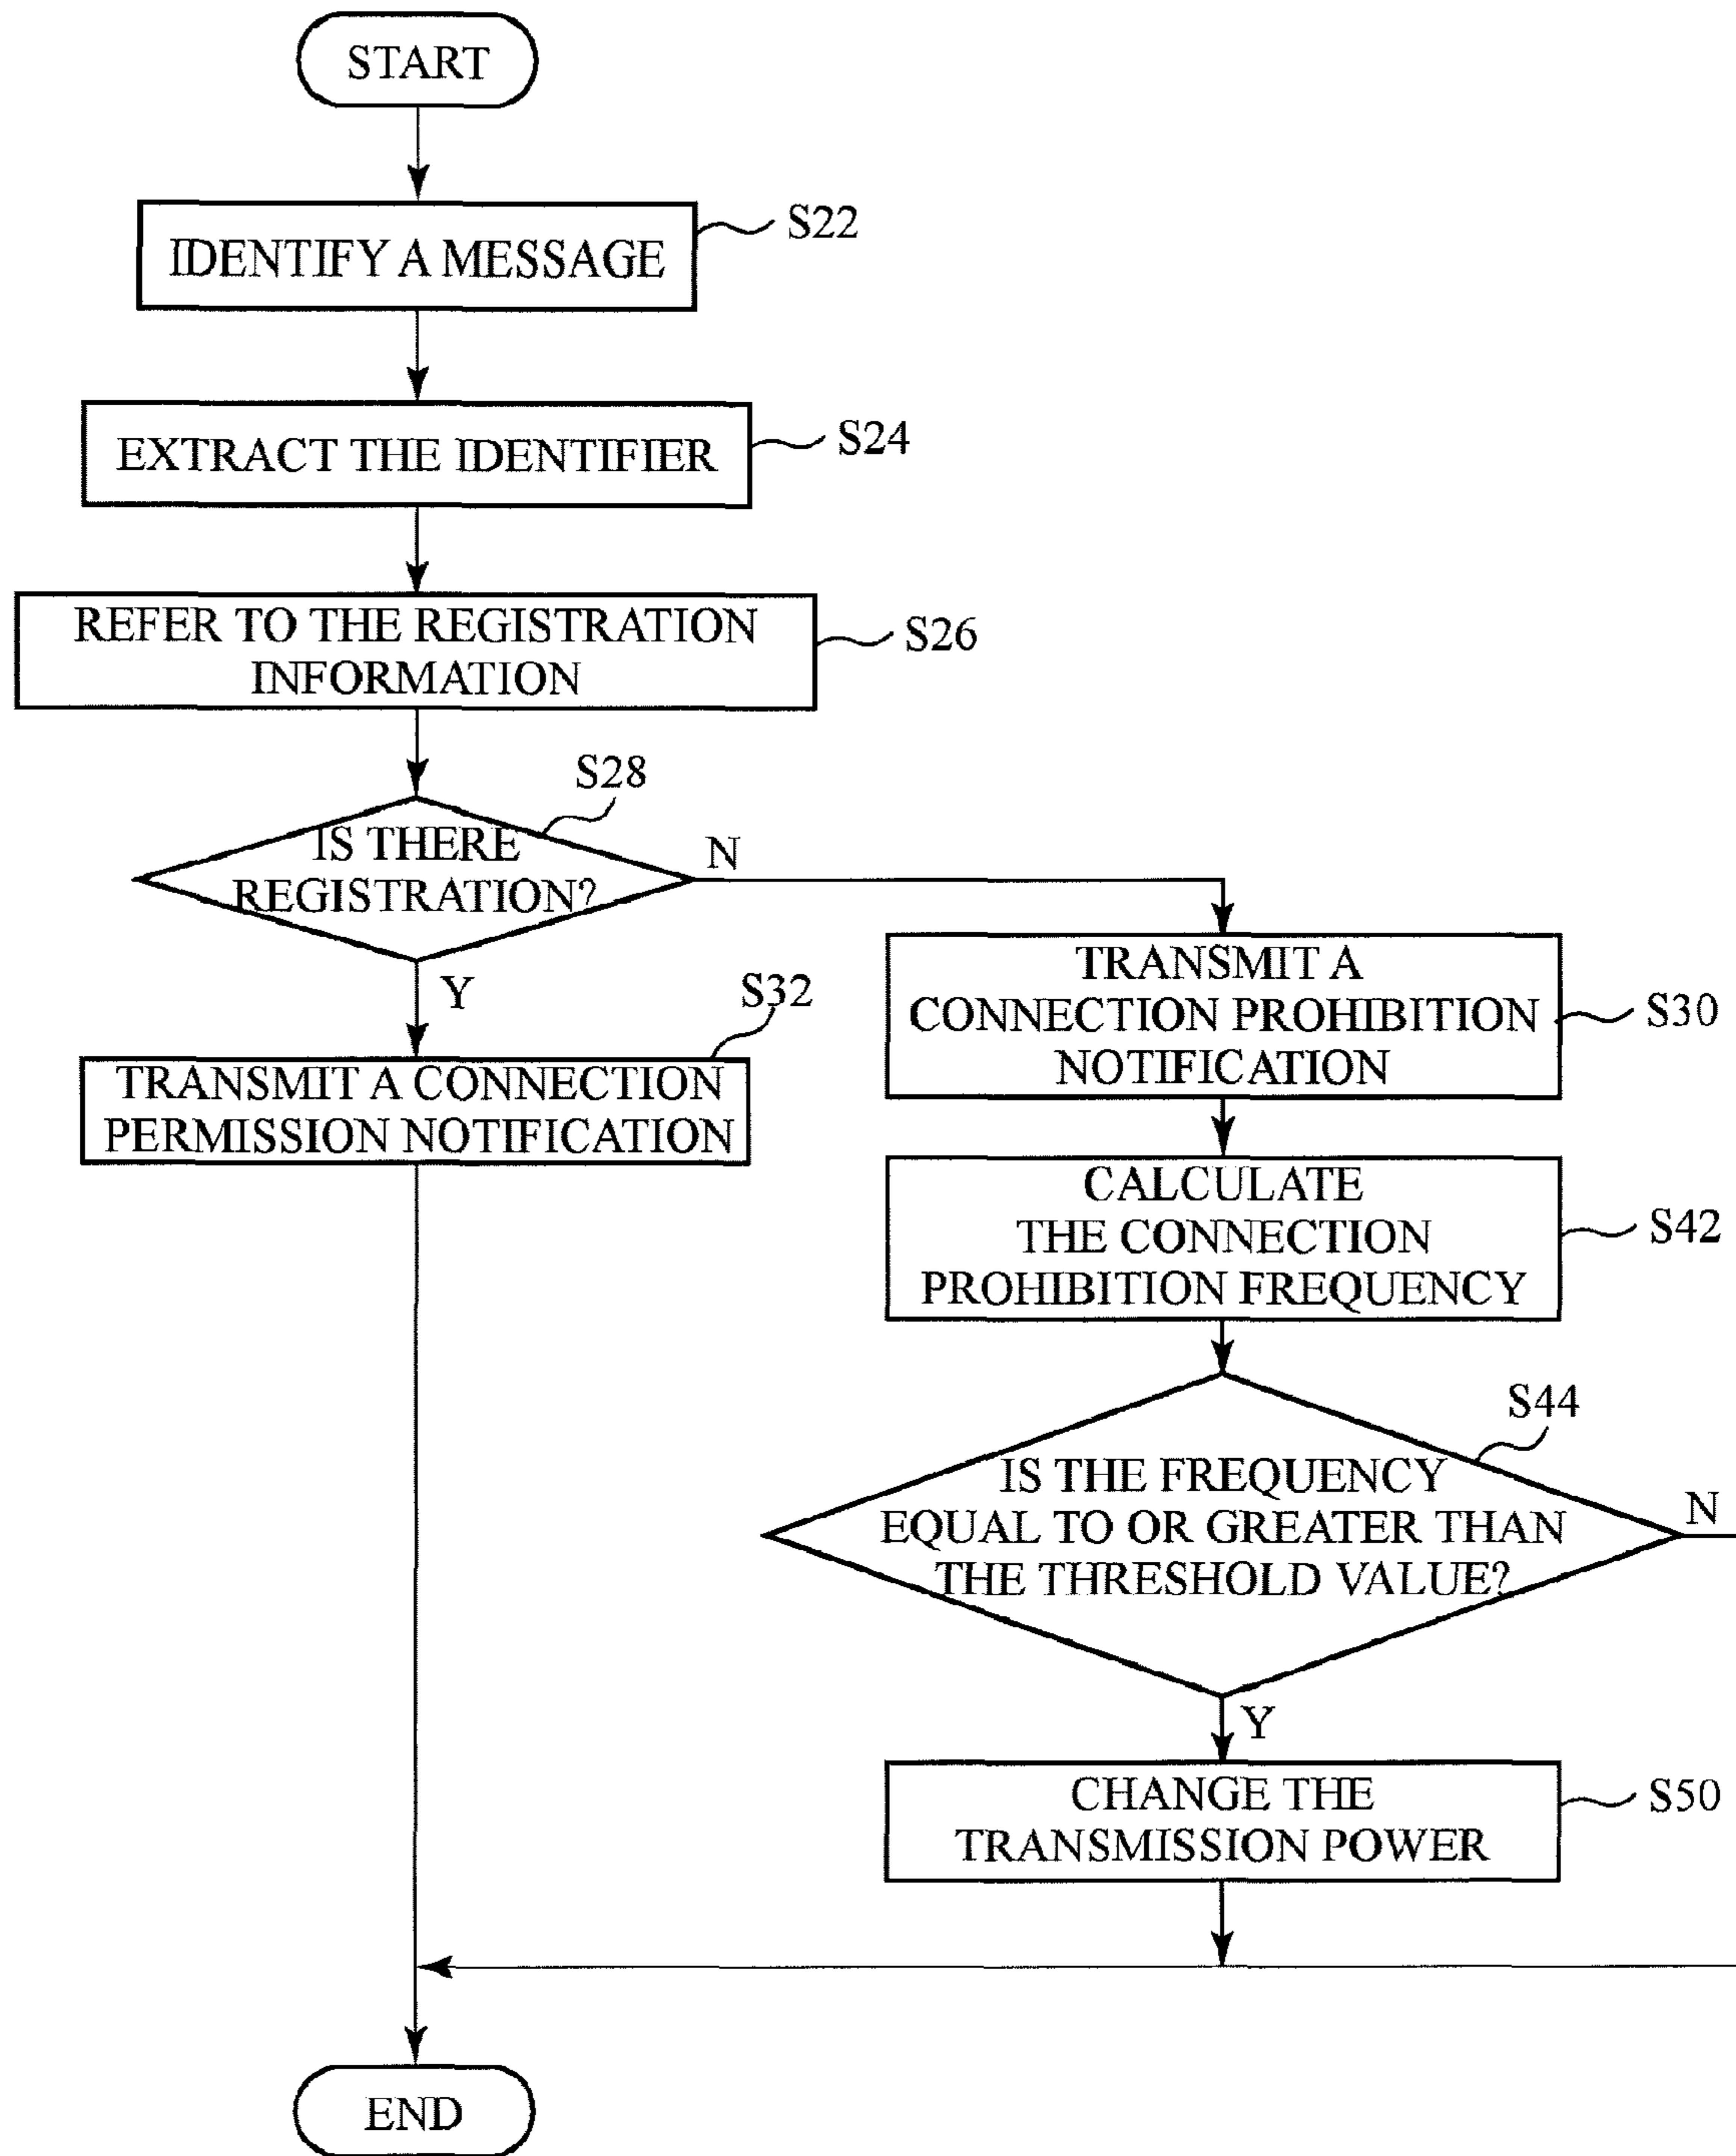 START
IDENTIFY A MESSAGE
S22
EXTRACT THE IDENTIFIER
S24
REFER TO THE REGISTRATION
INFORMATION
S26
S28
IS THERE
REGISTRATION?
N
Y
S32
TRANSMIT A CONNECTION
PERMISSION NOTIFICATION
TRANSMIT A
CONNECTION PROHIBITION
NOTIFICATION
S30
CALCULATE
THE CONNECTION
PROHIBITION FREQUENCY
S42
S44
IS THE FREQUENCY
EQUAL TO OR GREATER THAN
THE THRESHOLD VALUE?
N
Y
CHANGE THE
TRANSMISSION POWER
S50
END